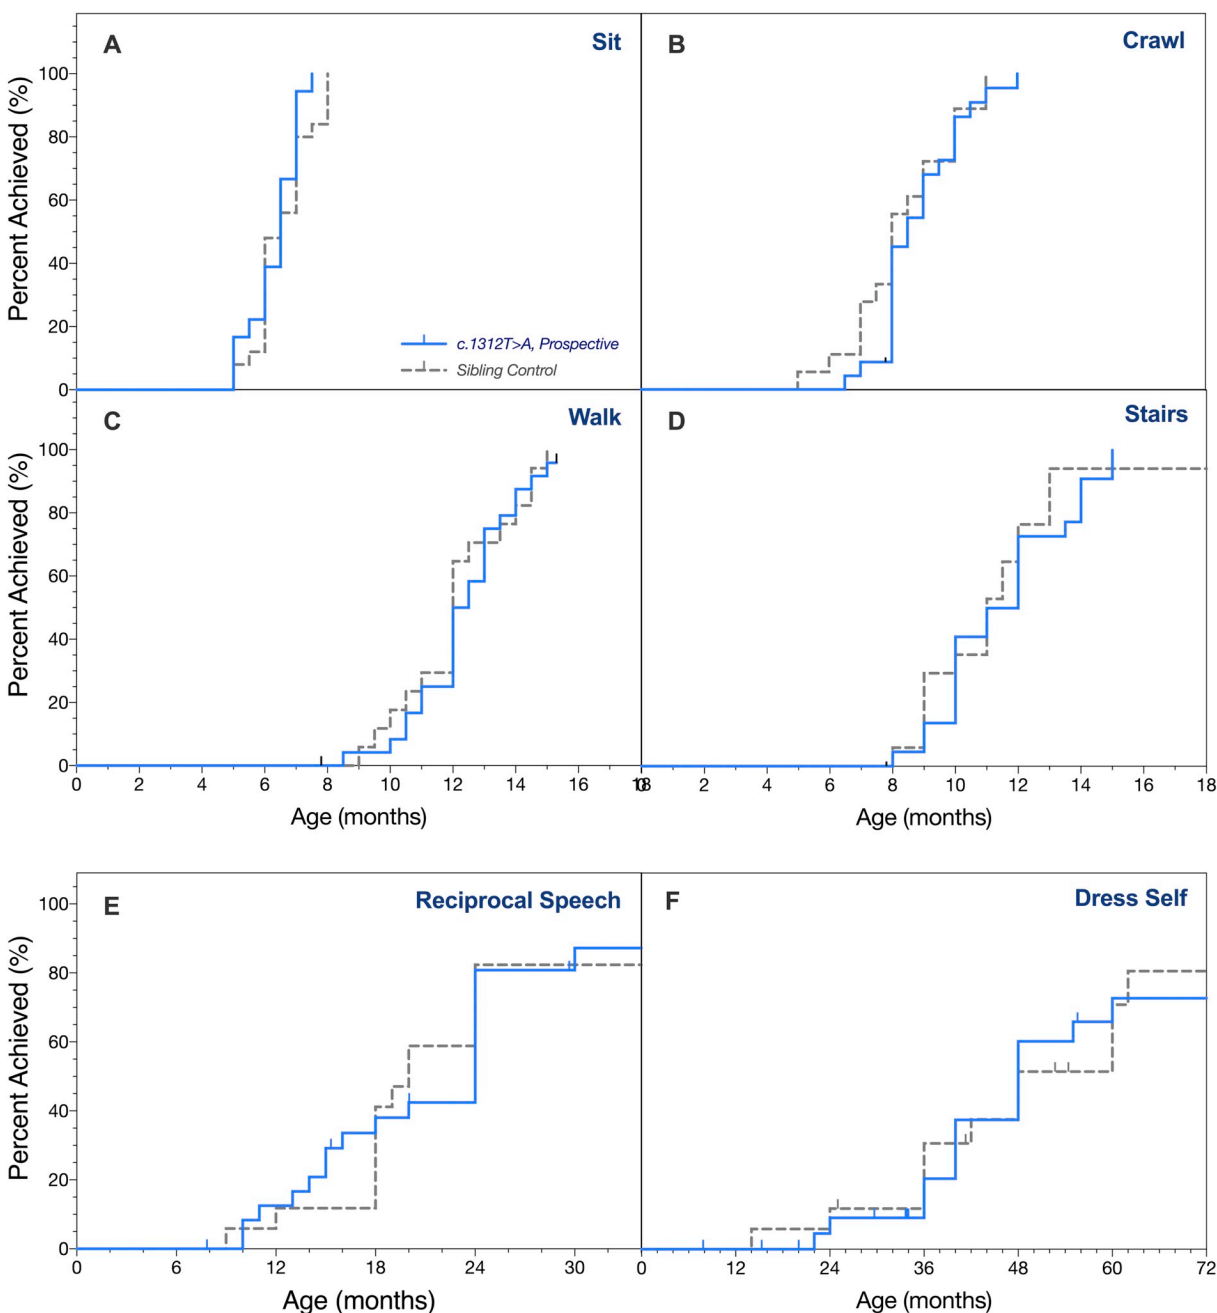 A
Sit
B
Crawl
Percent Achieved (%)
100
80
60
40
20
0
c.1312T>A, Prospective
Sibling Control
C
Walk
D
Stairs
Percent Achieved (%)
100
80
60
40
20
0
0 2 4 6 8 10 12 14 16 18
0 2 4 6 8 10 12 14 16 18
Age (months)
Age (months)
E
Reciprocal Speech
F
Dress Self
Percent Achieved (%)
100
80
60
40
20
0
0 6 12 18 24 30
0 12 24 36 48 60 72
Age (months)
Age (months)